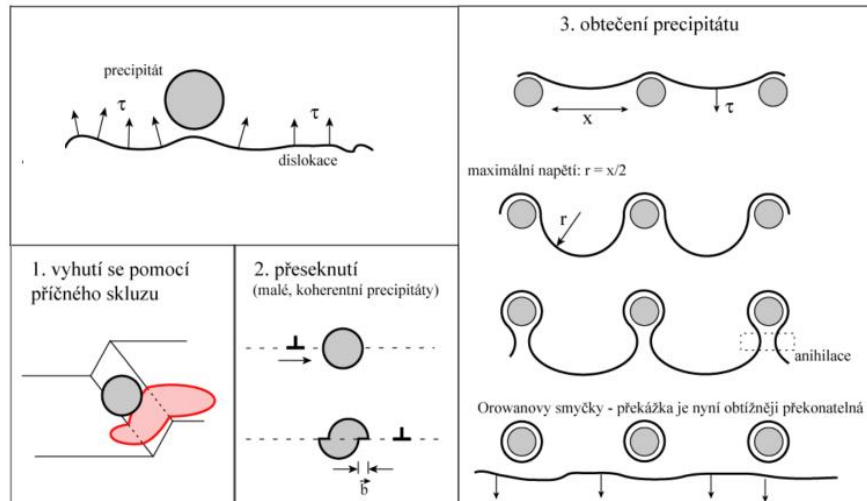 precipitát
τ
τ
dislokace
1. vyhutí se pomocí
příčného skluzu
2. přeseknutí
(malé, koherentní precipitáty)
b
3. obtečení precipitátu
x
τ
maximální napětí: r = x/2
r
anihilace
Orowanovy smyčky - překážka je nyní obtížněji překonatelná